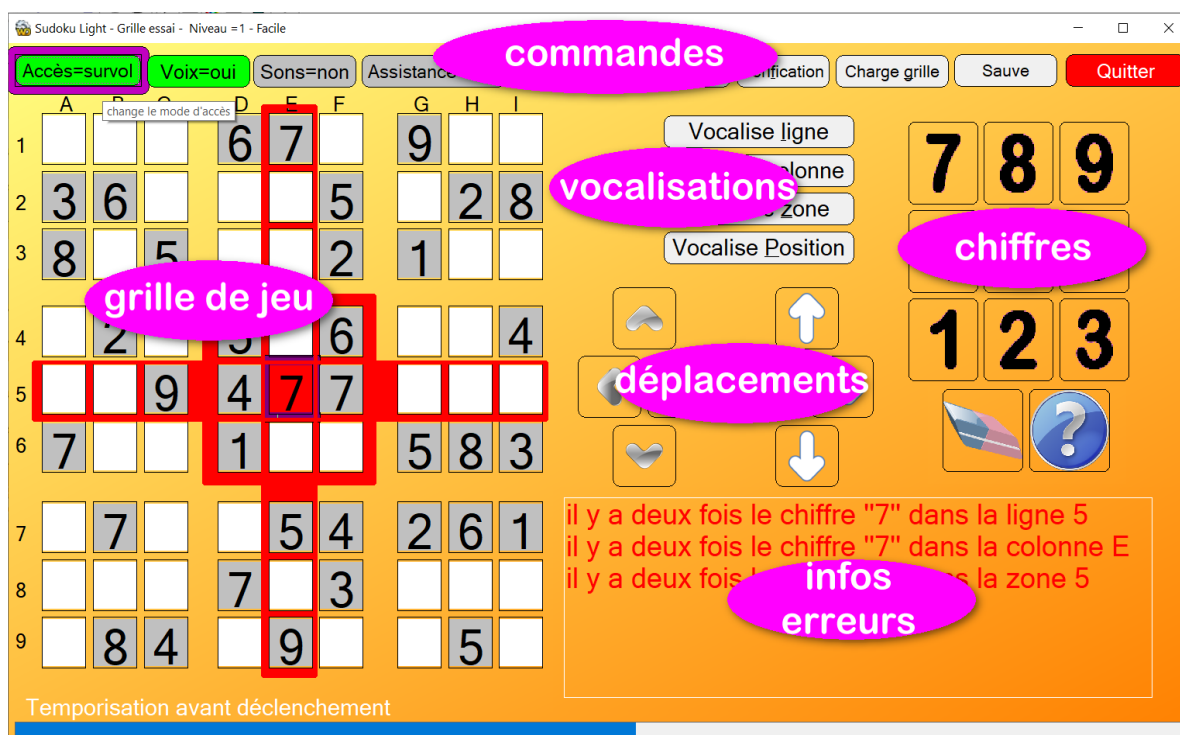 Sudoku Light - Grille essai - Niveau =1 - Facile
commandes
Accès=survol Voix=oui Sons=non Charge grille Sauve Quitter
change le mode d'accès
A D E F G H I
1 6 7 9
2 3 6 5 2 8
3 8 5 2 1
4 2 6 4
5 9 4 7 7
6 7 1 5 8 3
7 7 5 4 2 6 1
8 7 3
9 8 4 9 5
grille de jeu
Vocalise ligne
vocalisations
zone
Vocalise Position
déplacements
7 8 9
chiffres
1 2 3
?
il y a deux fois le chiffre "7" dans la ligne 5
il y a deux fois le chiffre "7" dans la colonne E
il y a deux fois la zone 5
infos
erreurs
Temporisation avant déclenchement